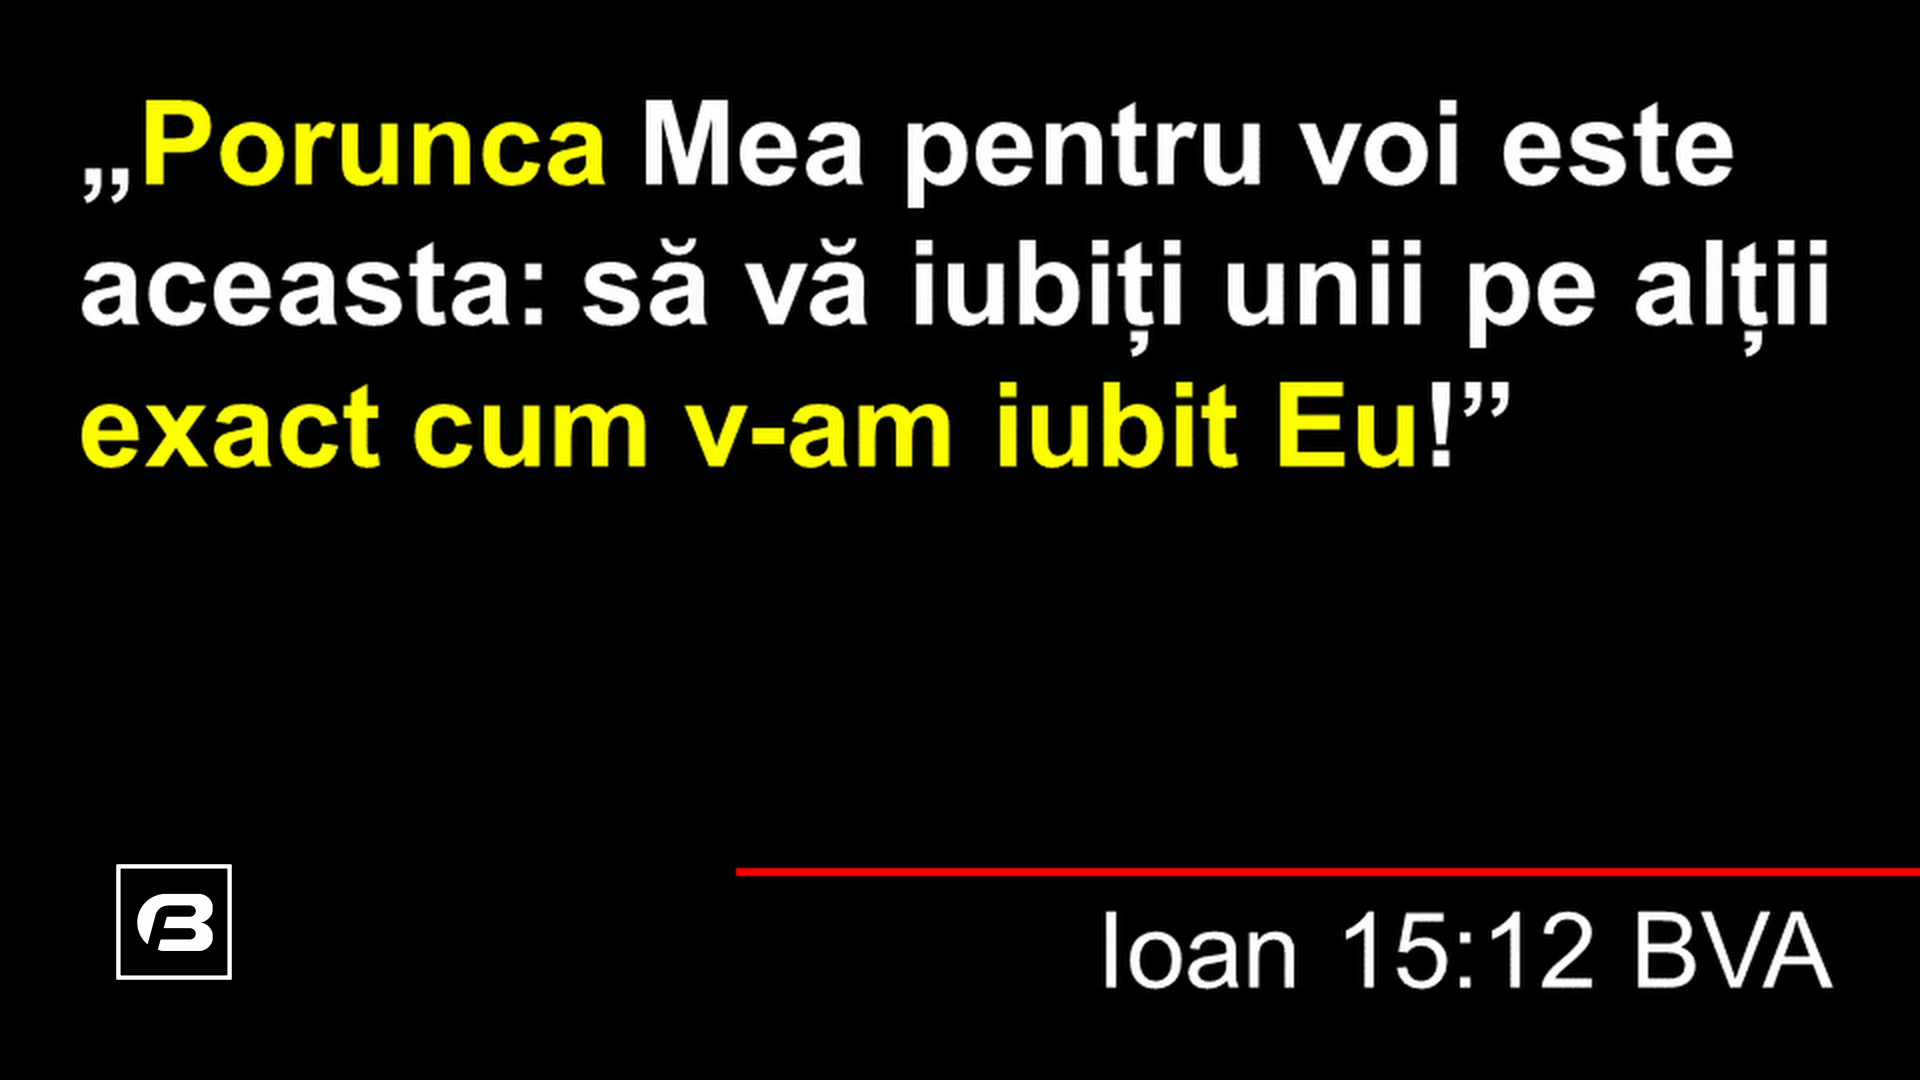 „Porunca Mea pentru voi este
aceasta: să vă iubiți unii pe alții
exact cum v-am iubit Eu!”
B
Ioan 15:12 BVA